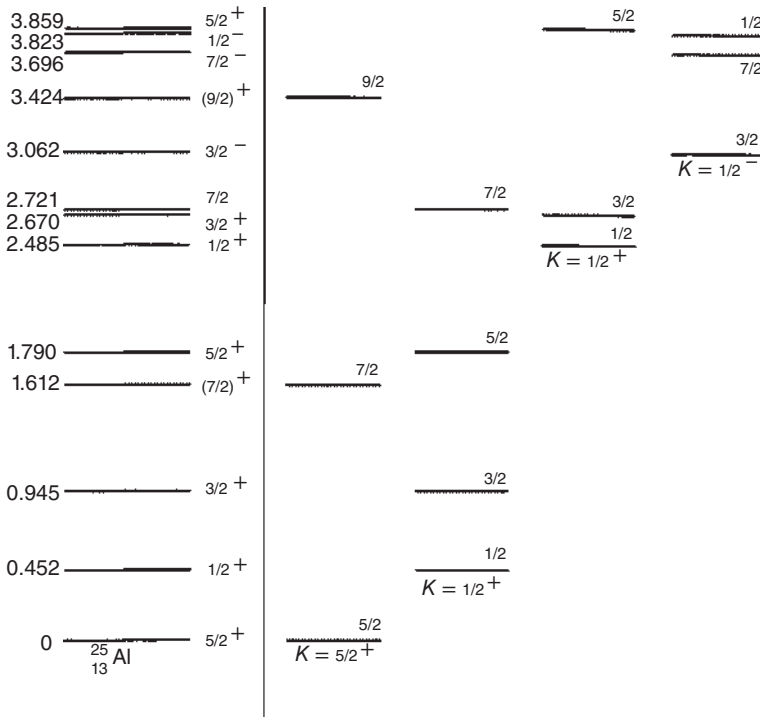 3.859 5/2+ 5/2 1/2
3.823 1/2−
3.696 7/2− 7/2
3.424 (9/2)+ 9/2
3.062 3/2− 3/2
K = 1/2−
2.721 7/2 7/2
2.670 3/2+ 3/2
2.485 1/2+ 1/2
K = 1/2+
1.790 5/2+ 5/2
1.612 (7/2)+ 7/2
0.945 3/2+ 3/2
0.452 1/2+ 1/2
K = 1/2+
0 5/2+ 5/2
25 13 Al K = 5/2+